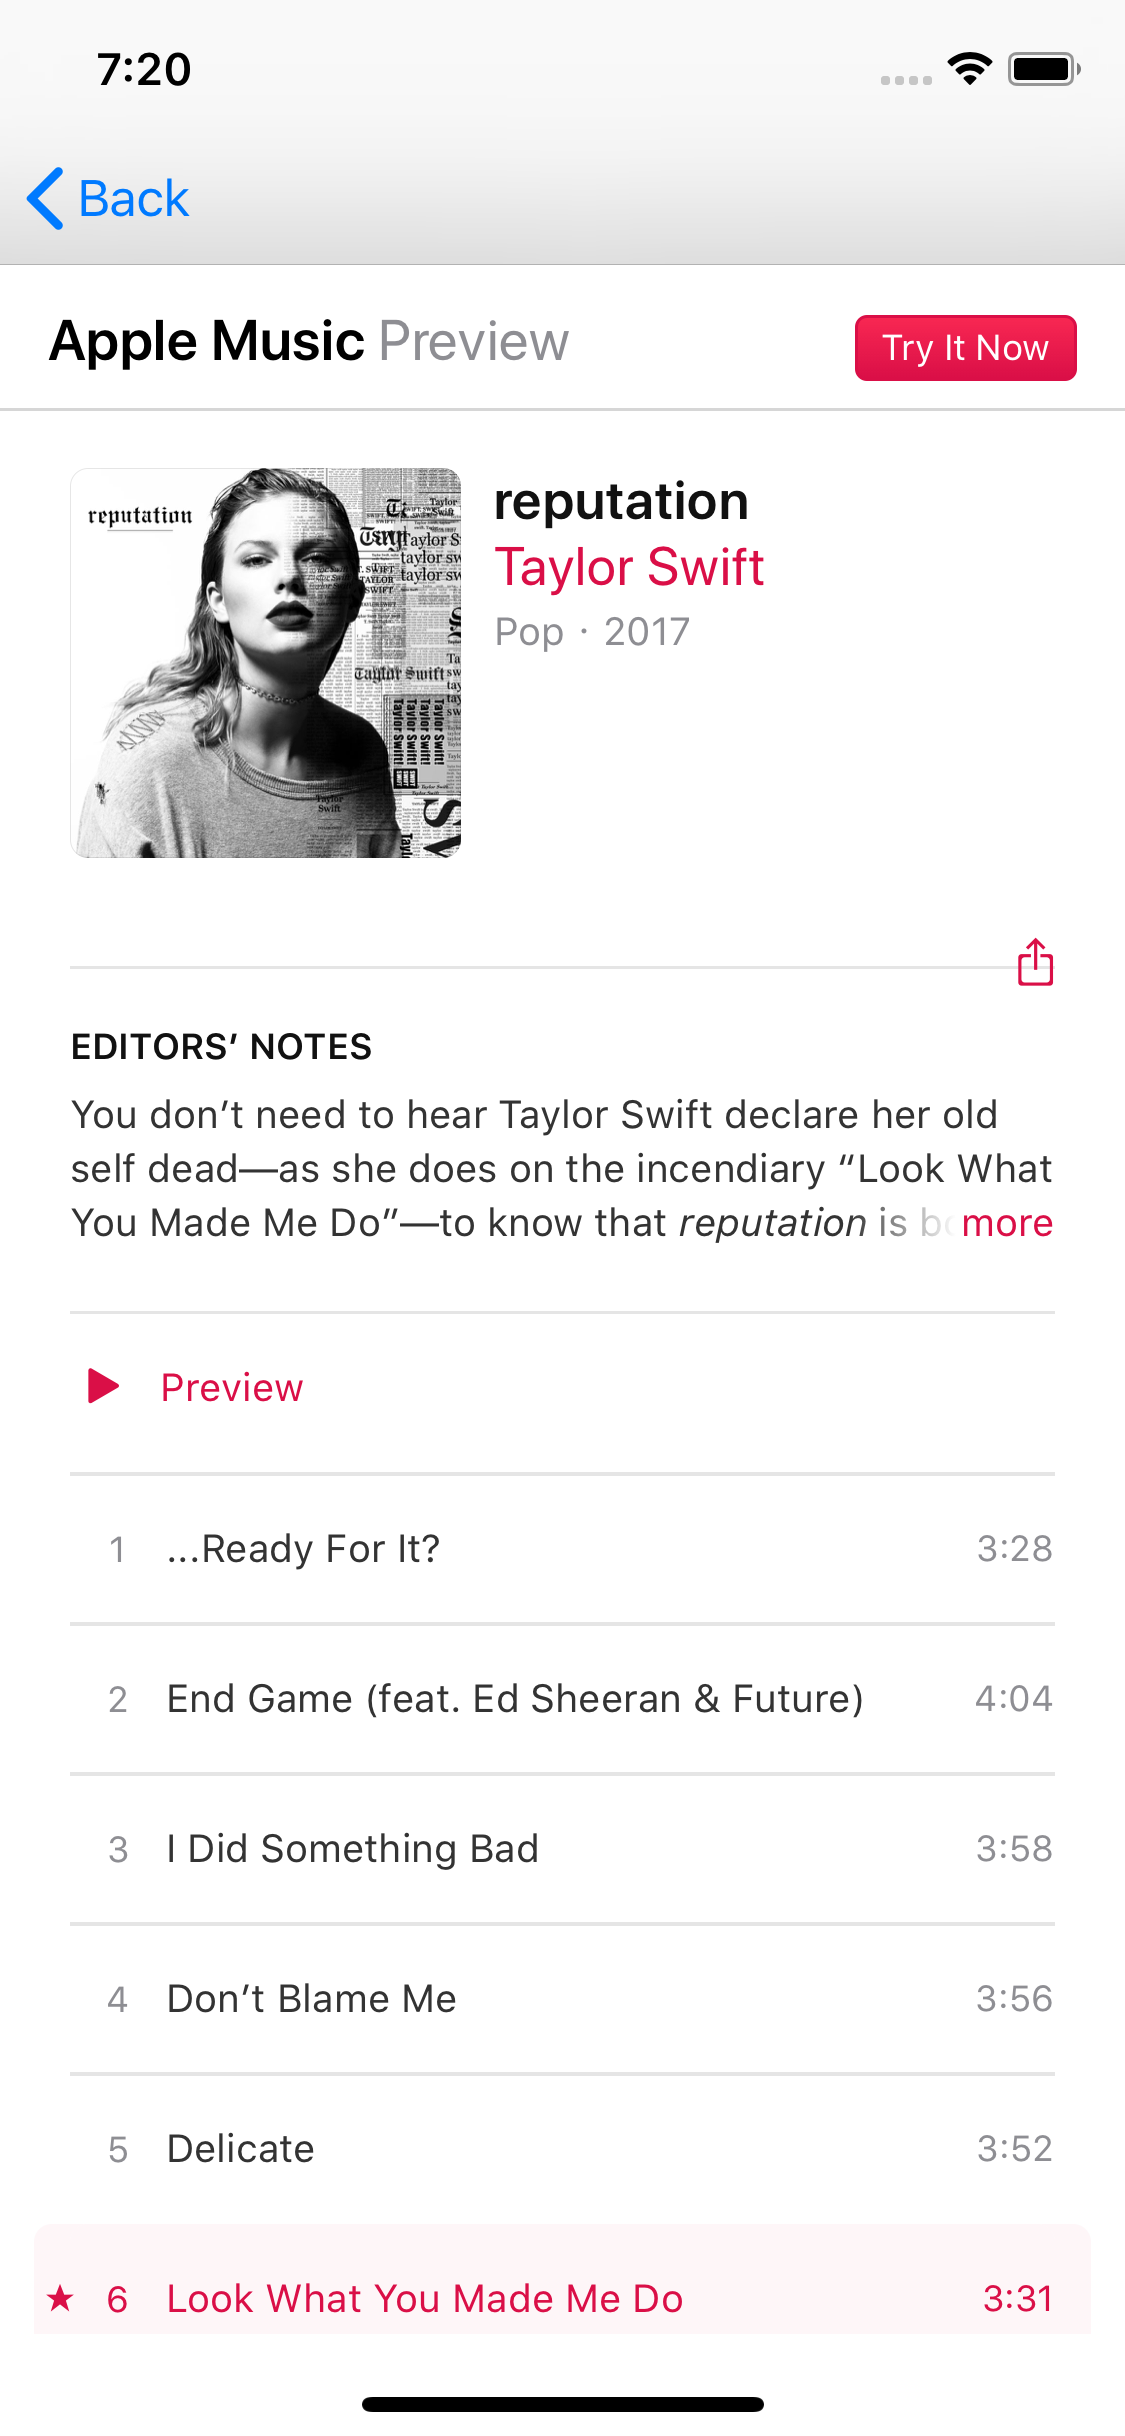 7:20
Back
Apple Music Preview
Try It Now
reputation
reputation
Taylor Swift
Pop · 2017
EDITORS’ NOTES
You don’t need to hear Taylor Swift declare her old
self dead—as she does on the incendiary “Look What
You Made Me Do”—to know that reputation is
more
Preview
1 ...Ready For It? 3:28
2 End Game (feat. Ed Sheeran & Future) 4:04
3 I Did Something Bad 3:58
4 Don’t Blame Me 3:56
5 Delicate 3:52
★ 6 Look What You Made Me Do 3:31